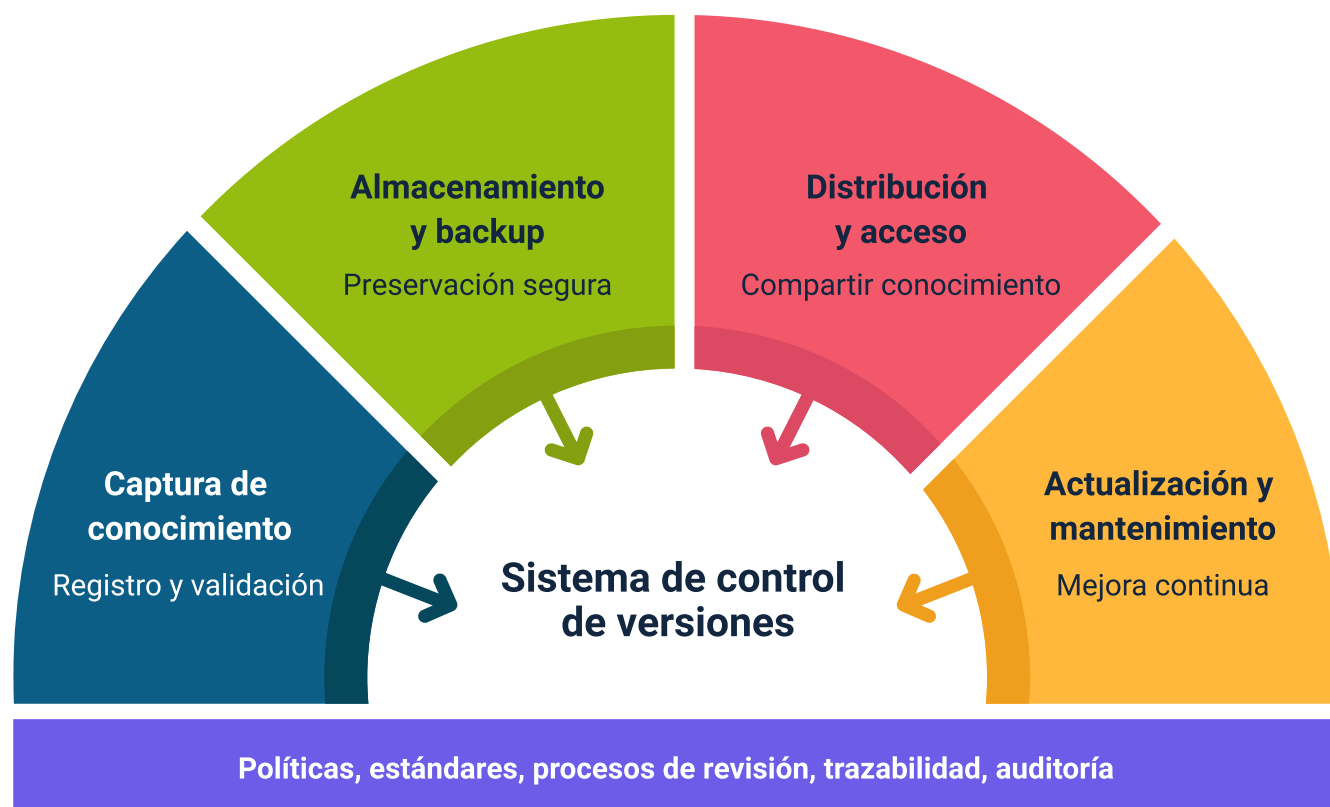 Almacenamiento
y backup
Preservación segura
Distribución
y acceso
Compartir conocimiento
Captura de
conocimiento
Registro y validación
Actualización y
mantenimiento
Mejora continua
Sistema de control
de versiones
Políticas, estándares, procesos de revisión, trazabilidad, auditoría